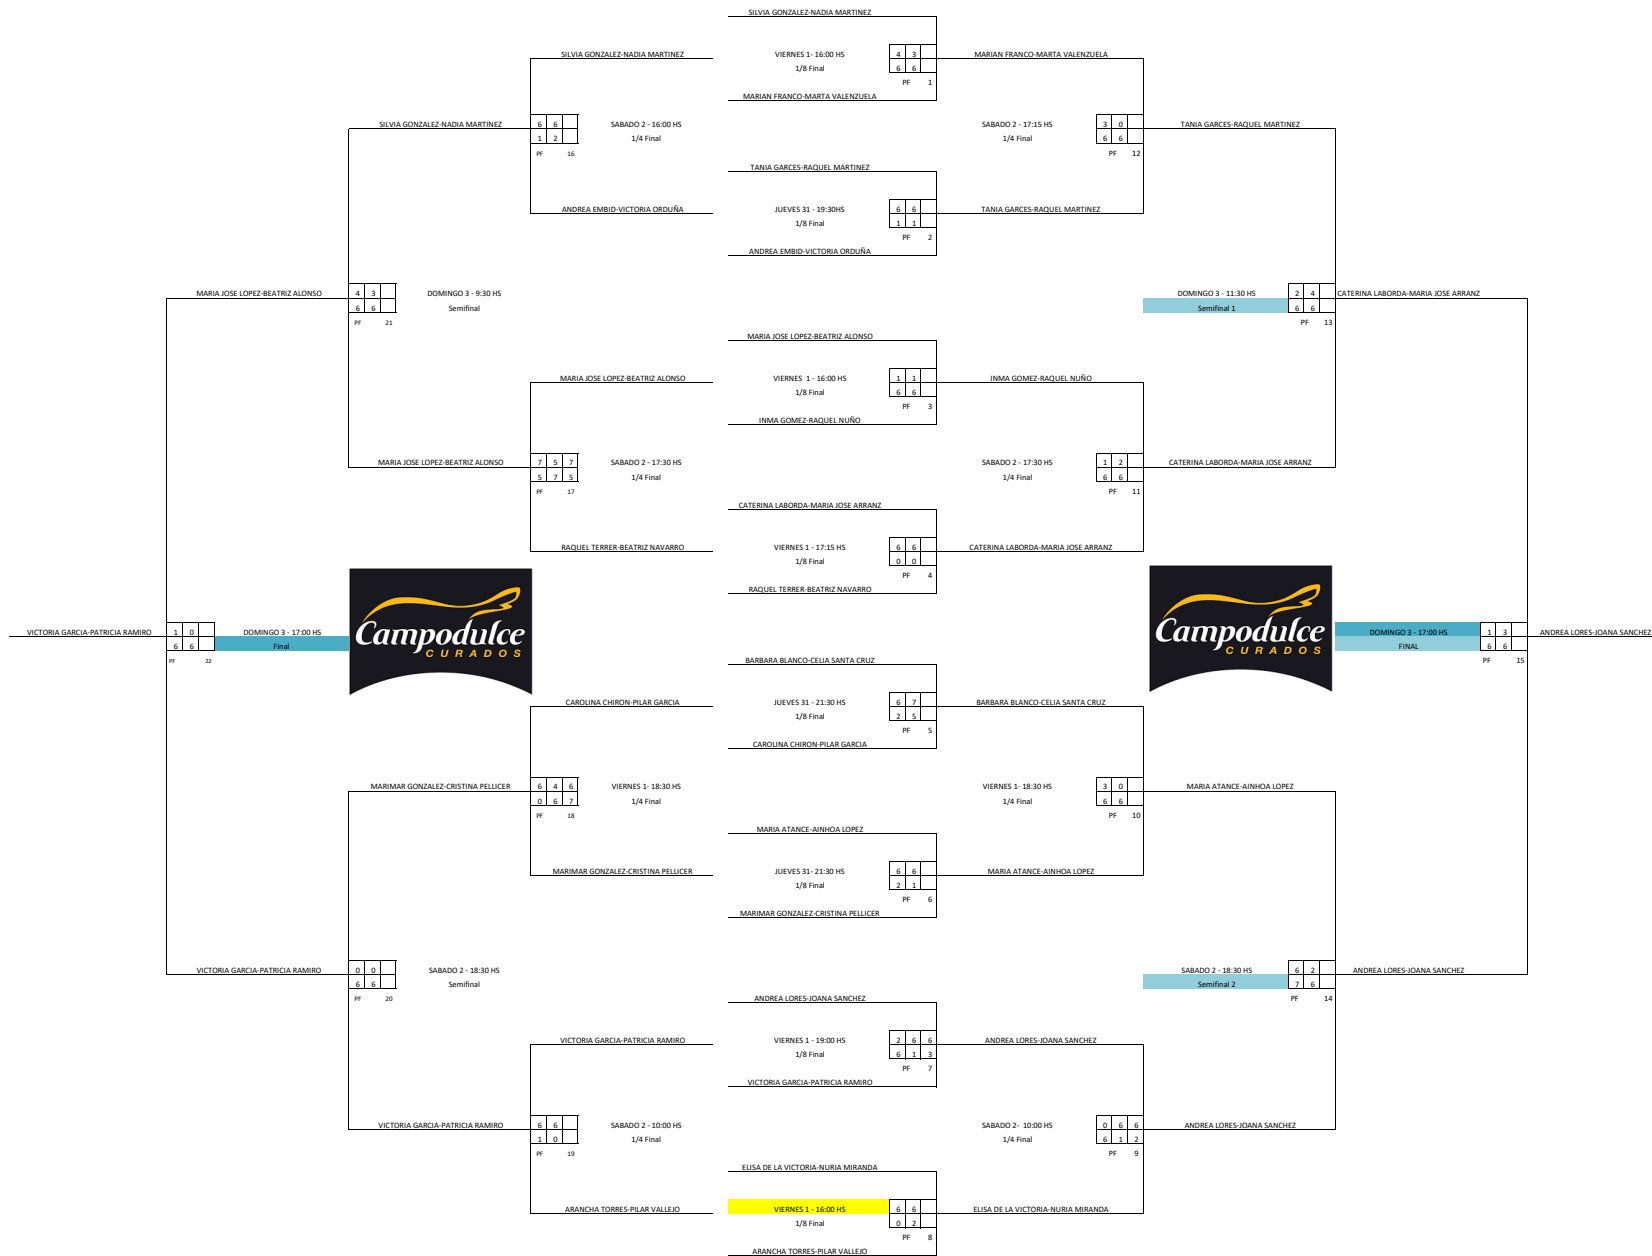 SILVIA GONZALEZ-NADIA MARTINEZ
SILVIA GONZALEZ-NADIA MARTINEZ VIERNES 1- 16:00 HS 4 3 MARIAN FRANCO-MARTA VALENZUELA
1/8 Final 6 6
PF 1
MARIAN FRANCO-MARTA VALENZUELA
SILVIA GONZALEZ-NADIA MARTINEZ 6 6 SABADO 2 - 16:00 HS SABADO 2 - 17:15 HS 3 0 TANIA GARCES-RAQUEL MARTINEZ
1 2 1/4 Final 1/4 Final 6 6
PF 16 PF 12
TANIA GARCES-RAQUEL MARTINEZ
ANDREA EMBID-VICTORIA ORDUÑA JUEVES 31 - 19:30HS 6 6 TANIA GARCES-RAQUEL MARTINEZ
1/8 Final 1 1
PF 2
ANDREA EMBID-VICTORIA ORDUÑA
MARIA JOSE LOPEZ-BEATRIZ ALONSO 4 3 DOMINGO 3 - 9:30 HS DOMINGO 3 - 11:30 HS 2 4 CATERINA LABORDA-MARIA JOSE ARRANZ
6 6 Semifinal Semifinal 1 6 6
PF 21 PF 13
MARIA JOSE LOPEZ-BEATRIZ ALONSO
MARIA JOSE LOPEZ-BEATRIZ ALONSO VIERNES 1 - 16:00 HS 1 1 INMA GOMEZ-RAQUEL NUÑO
1/8 Final 6 6
PF 3
INMA GOMEZ-RAQUEL NUÑO
MARIA JOSE LOPEZ-BEATRIZ ALONSO 7 5 7 SABADO 2 - 17:30 HS SABADO 2 - 17:30 HS 1 2 CATERINA LABORDA-MARIA JOSE ARRANZ
5 7 5 1/4 Final 1/4 Final 6 6
PF 17 PF 11
CATERINA LABORDA-MARIA JOSE ARRANZ
RAQUEL TERRER-BEATRIZ NAVARRO VIERNES 1 - 17:15 HS 6 6 CATERINA LABORDA-MARIA JOSE ARRANZ
1/8 Final 0 0
PF 4
RAQUEL TERRER-BEATRIZ NAVARRO
Campodulce Campodulce
CURADOS CURADOS
VICTORIA GARCIA-PATRICIA RAMIRO 1 0 DOMINGO 3 - 17:00 HS DOMINGO 3 - 17:00 HS 1 3 ANDREA LORES-JOANA SANCHEZ
6 6 Final FINAL 6 6
PF 22 PF 15
BARBARA BLANCO-CELIA SANTA CRUZ
CAROLINA CHIRON-PILAR GARCIA JUEVES 31 - 21:30 HS 6 7 BARBARA BLANCO-CELIA SANTA CRUZ
1/8 Final 2 5
PF 5
CAROLINA CHIRON-PILAR GARCIA
MARIMAR GONZALEZ-CRISTINA PELLICER 6 4 6 VIERNES 1- 18:30 HS VIERNES 1- 18:30 HS 3 0 MARIA ATANCE-AINHOA LOPEZ
0 6 7 1/4 Final 1/4 Final 6 6
PF 18 PF 10
MARIA ATANCE-AINHOA LOPEZ
MARIMAR GONZALEZ-CRISTINA PELLICER JUEVES 31- 21:30 HS 6 6 MARIA ATANCE-AINHOA LOPEZ
1/8 Final 2 1
PF 6
MARIMAR GONZALEZ-CRISTINA PELLICER
VICTORIA GARCIA-PATRICIA RAMIRO 0 0 SABADO 2 - 18:30 HS SABADO 2 - 18:30 HS 6 2 ANDREA LORES-JOANA SANCHEZ
6 6 Semifinal Semifinal 2 7 6
PF 20 PF 14
ANDREA LORES-JOANA SANCHEZ
VICTORIA GARCIA-PATRICIA RAMIRO VIERNES 1 - 19:00 HS 2 6 6 ANDREA LORES-JOANA SANCHEZ
1/8 Final 6 1 3
PF 7
VICTORIA GARCIA-PATRICIA RAMIRO
VICTORIA GARCIA-PATRICIA RAMIRO 6 6 SABADO 2 - 10:00 HS SABADO 2- 10:00 HS 0 6 6 ANDREA LORES-JOANA SANCHEZ
1 0 1/4 Final 1/4 Final 6 1 2
PF 19 PF 9
ELISA DE LA VICTORIA-NURIA MIRANDA
ARANCHA TORRES-PILAR VALLEJO VIERNES 1 - 16:00 HS 6 6 ELISA DE LA VICTORIA-NURIA MIRANDA
1/8 Final 0 2
PF 8
ARANCHA TORRES-PILAR VALLEJO